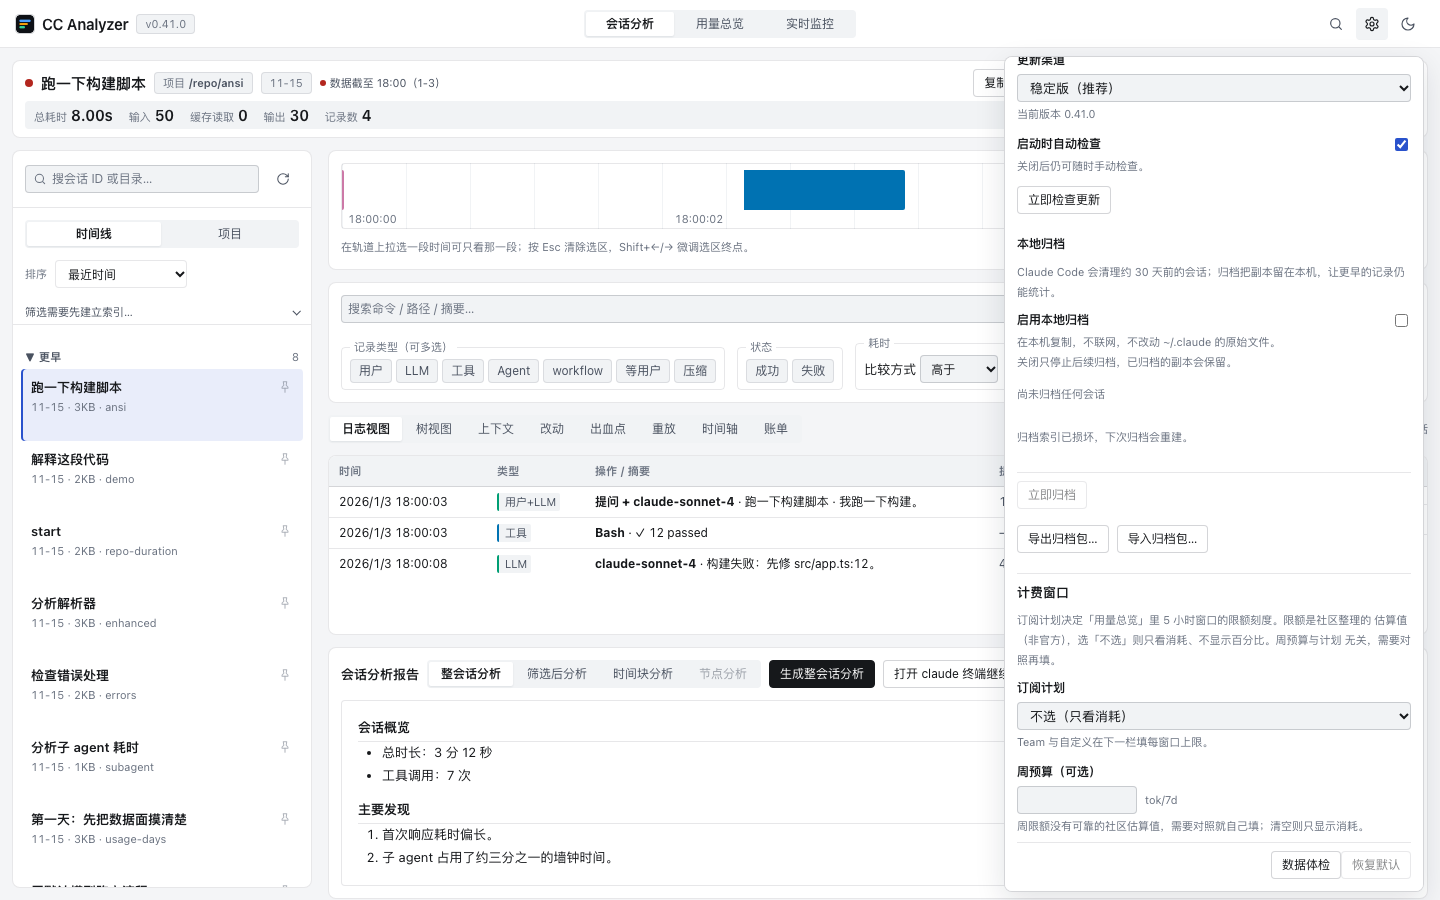 CC Analyzer v0.41.0 会话分析 用量总览 实时监控
跑一下构建脚本 项目 /repo/ansi 11-15 数据截至 18:00（1-3）
总耗时 8.00s 输入 50 缓存读取 0 输出 30 记录数 4
搜会话 ID 或目录...
时间线 项目
排序 最近时间
筛选需要先建立索引...
更早 8
跑一下构建脚本
11-15 · 3KB · ansi
解释这段代码
11-15 · 2KB · demo
start
11-15 · 2KB · repo-duration
分析解析器
11-15 · 3KB · enhanced
检查错误处理
11-15 · 2KB · errors
分析子 agent 耗时
11-15 · 1KB · subagent
第一天：先把数据面摸清楚
11-15 · 3KB · usage-days
18:00:00 18:00:02
在轨道上拉选一段时间可只看那一段；按 Esc 清除选区，Shift+←/→ 微调选区终点。
搜索命令 / 路径 / 摘要...
记录类型（可多选） 状态 耗时
用户 LLM 工具 Agent workflow 等用户 压缩 成功 失败 比较方式 高于
日志视图 树视图 上下文 改动 出血点 重放 时间轴 账单
时间 类型 操作 / 摘要
2026/1/3 18:00:03 用户+LLM 提问 + claude-sonnet-4 · 跑一下构建脚本 · 我跑一下构建。
2026/1/3 18:00:03 工具 Bash · ✓ 12 passed
2026/1/3 18:00:08 LLM claude-sonnet-4 · 构建失败：先修 src/app.ts:12。
会话分析报告 整会话分析 筛选后分析 时间块分析 节点分析 生成整会话分析 打开 claude 终端继续
会话概览
• 总时长：3 分 12 秒
• 工具调用：7 次
主要发现
1. 首次响应耗时偏长。
2. 子 agent 占用了约三分之一的墙钟时间。
更新渠道
稳定版（推荐）
当前版本 0.41.0
启动时自动检查
关闭后仍可随时手动检查。
立即检查更新
本地归档
Claude Code 会清理约 30 天前的会话；归档把副本留在本机，让更早的记录仍
能统计。
启用本地归档
在本机复制，不联网，不改动 ~/.claude 的原始文件。
关闭只停止后续归档，已归档的副本会保留。
尚未归档任何会话
归档索引已损坏，下次归档会重建。
立即归档
导出归档包... 导入归档包...
计费窗口
订阅计划决定「用量总览」里 5 小时窗口的限额刻度。限额是社区整理的 估算值
（非官方），选「不选」则只看消耗、不显示百分比。周预算与计划 无关，需要对
照再填。
订阅计划
不选（只看消耗）
Team 与自定义在下一栏填每窗口上限。
周预算（可选）
tok/7d
周限额没有可靠的社区估算值，需要对照就自己填；清空则只显示消耗。
数据体检 恢复默认